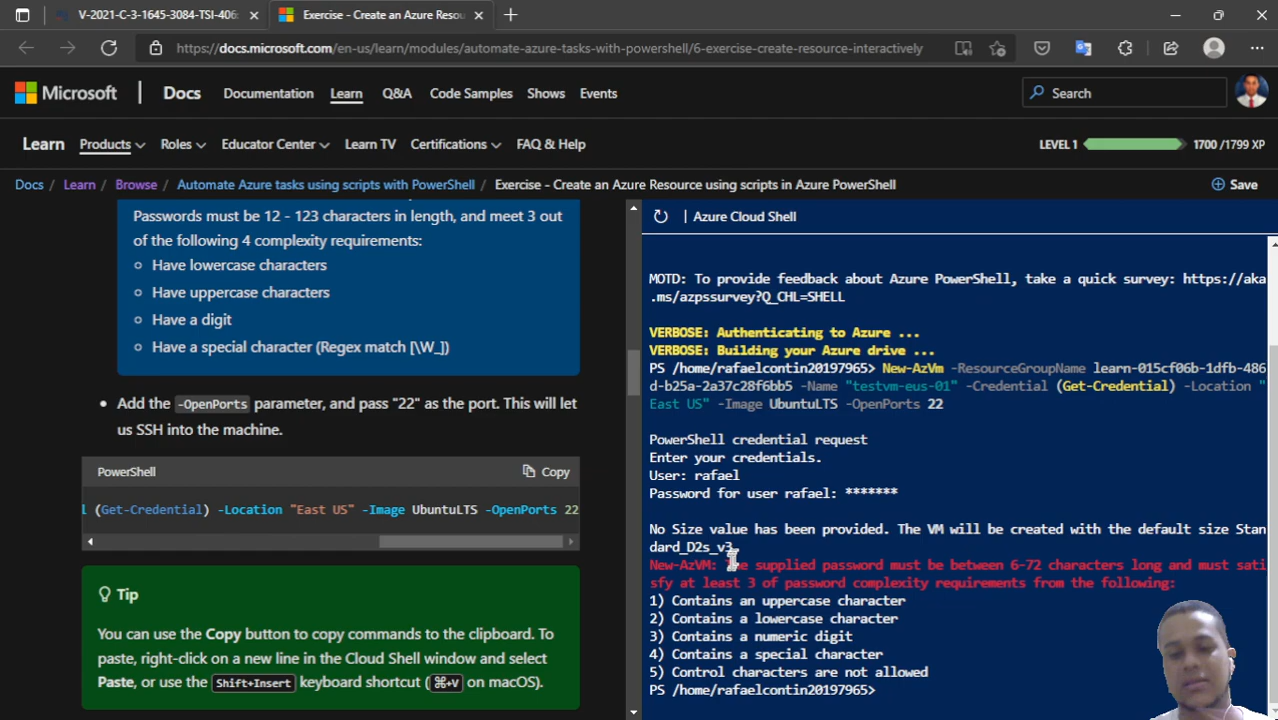 V-2021-C-3-1645-3084-TSI-406:
Exercise - Create an Azure Resou
https://docs.microsoft.com/en-us/learn/modules/automate-azure-tasks-with-powershell/6-exercise-create-resource-interactively
Microsoft
Docs
Documentation
Learn
Q&A
Code Samples
Shows
Events
Search
Learn
Products
Roles
Educator Center
Learn TV
Certifications
FAQ & Help
LEVEL 1
1700 /1799 XP
Docs / Learn / Browse / Automate Azure tasks using scripts with PowerShell / Exercise - Create an Azure Resource using scripts in Azure PowerShell
Save
Passwords must be 12 - 123 characters in length, and meet 3 out
of the following 4 complexity requirements:
Have lowercase characters
Have uppercase characters
Have a digit
Have a special character (Regex match [\W_])
Add the -OpenPorts parameter, and pass "22" as the port. This will let
us SSH into the machine.
PowerShell
Copy
l (Get-Credential) -Location "East US" -Image UbuntuLTS -OpenPorts 22
Tip
You can use the Copy button to copy commands to the clipboard. To
paste, right-click on a new line in the Cloud Shell window and select
Paste, or use the Shift+Insert keyboard shortcut (⌘+V on macOS).
Azure Cloud Shell
MOTD: To provide feedback about Azure PowerShell, take a quick survey: https://aka
.ms/azpssurvey?Q_CHL=SHELL
VERBOSE: Authenticating to Azure ...
VERBOSE: Building your Azure drive ...
PS /home/rafaelcontin20197965> New-AzVm -ResourceGroupName learn-015cf06b-1dfb-486
d-b25a-2a37c28f6bb5 -Name "testvm-eus-01" -Credential (Get-Credential) -Location "
East US" -Image UbuntuLTS -OpenPorts 22
PowerShell credential request
Enter your credentials.
User: rafael
Password for user rafael: *******
No Size value has been provided. The VM will be created with the default size Stan
dard_D2s_v3.
New-AzVM: The supplied password must be between 6-72 characters long and must sati
sfy at least 3 of password complexity requirements from the following:
1) Contains an uppercase character
2) Contains a lowercase character
3) Contains a numeric digit
4) Contains a special character
5) Control characters are not allowed
PS /home/rafaelcontin20197965>